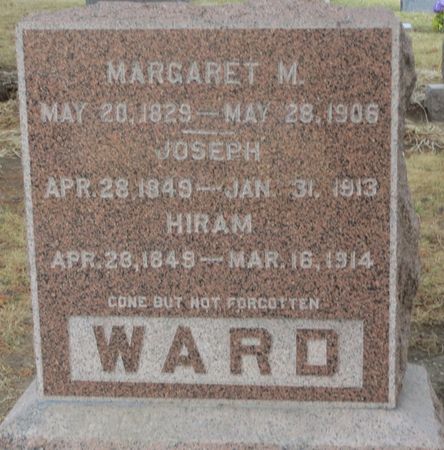 MARGARET M.
MAY 20, 1829 — MAY 28, 1906
JOSEPH
APR. 28, 1849 — JAN. 31, 1913
HIRAM
APR. 28, 1849 — MAR. 16, 1914
GONE BUT NOT FORGOTTEN
WARD